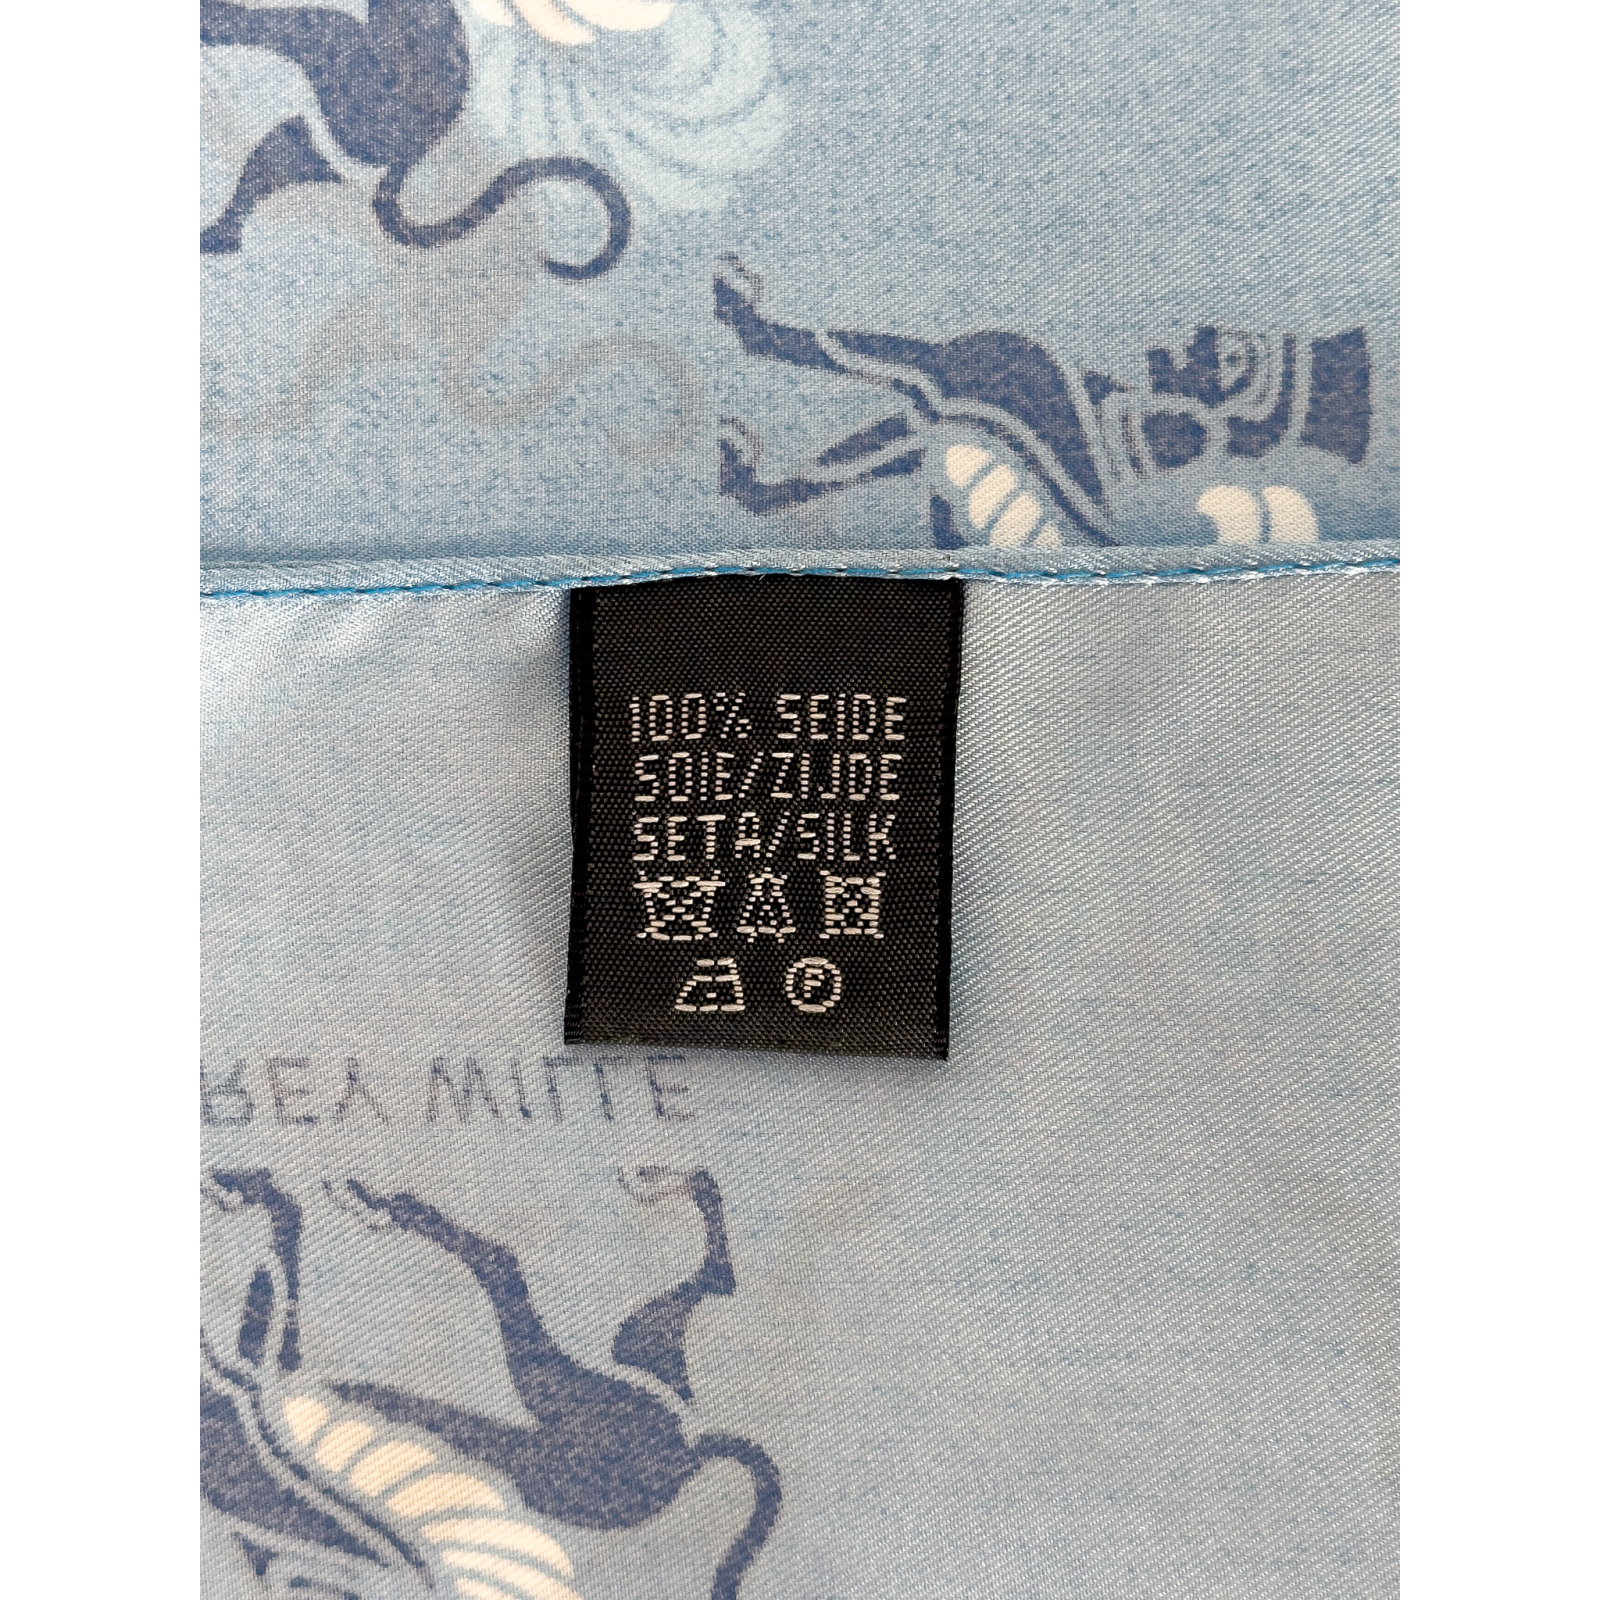 100% SEIDE
SOIE/ZIJDE
SETA/SILK
P